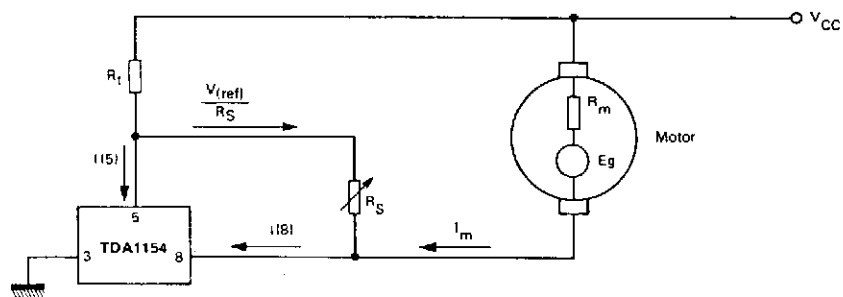 V_CC
R_t
V(ref)
R_S
R_m
Motor
Eg
I(5)
R_S
5
TDA1154
I(8)
I_m
3
8